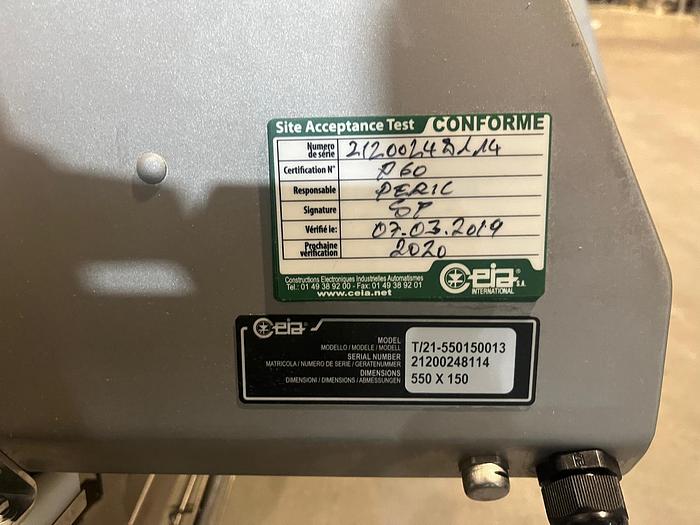 Site Acceptance Test CONFORME
Numero de série 21200248114
Certification N° P60
Responsable PERIC
Signature SP
Vérifié le: 07.03.2019
Prochaine vérification 2020
Constructions Electroniques Industrielles Automatismes
Tel.: 01 49 38 92 00 - Fax: 01 49 38 92 01
www.ceia.net
Ceia S.A.
INTERNATIONAL
Ceia
MODEL
MODELLO / MODELE / MODELL
T/21-550150013
SERIAL NUMBER
MATRICOLA / NUMERO DE SERIE / GERATENUMMER
21200248114
DIMENSIONS
DIMENSIONI / DIMENSIONS / ABMESSUNGEN
550 X 150